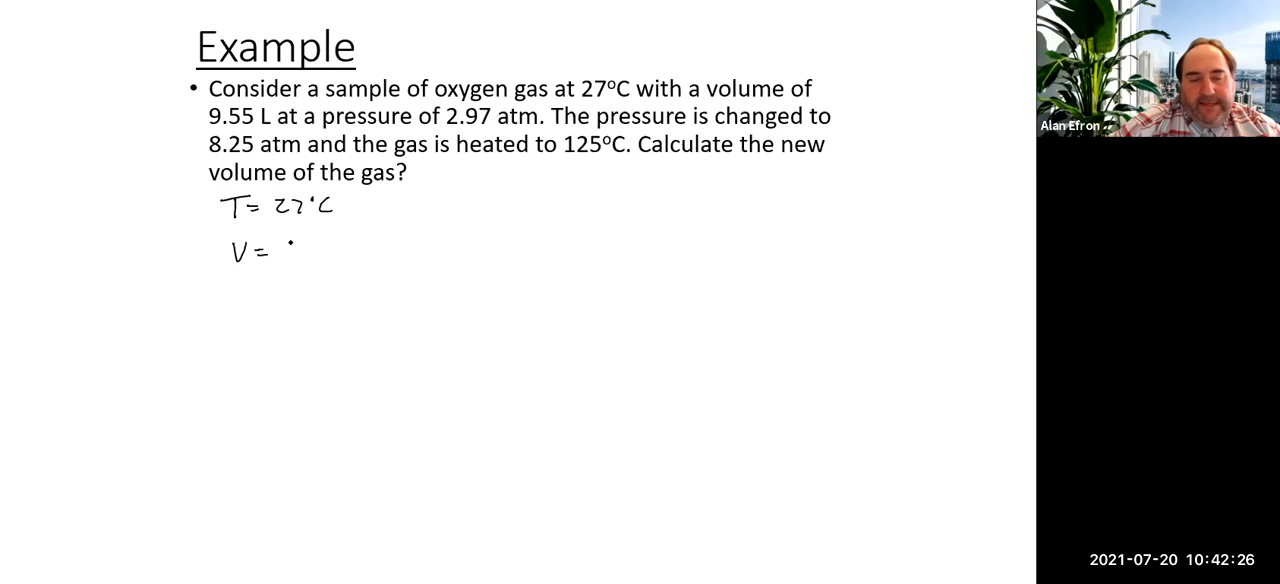 Example
• Consider a sample of oxygen gas at 27°C with a volume of
9.55 L at a pressure of 2.97 atm. The pressure is changed to
8.25 atm and the gas is heated to 125°C. Calculate the new
volume of the gas?
T= 27°C
V=
Alan Efron
2021-07-20 10:42:26